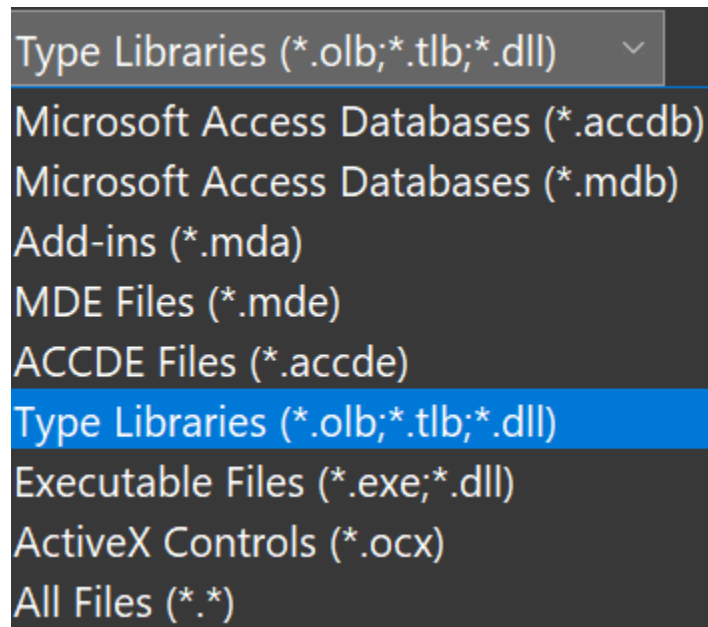 Type Libraries (*.olb;*.tlb;*.dll)
Microsoft Access Databases (*.accdb)
Microsoft Access Databases (*.mdb)
Add-ins (*.mda)
MDE Files (*.mde)
ACCDE Files (*.accde)
Type Libraries (*.olb;*.tlb;*.dll)
Executable Files (*.exe;*.dll)
ActiveX Controls (*.ocx)
All Files (*.*)